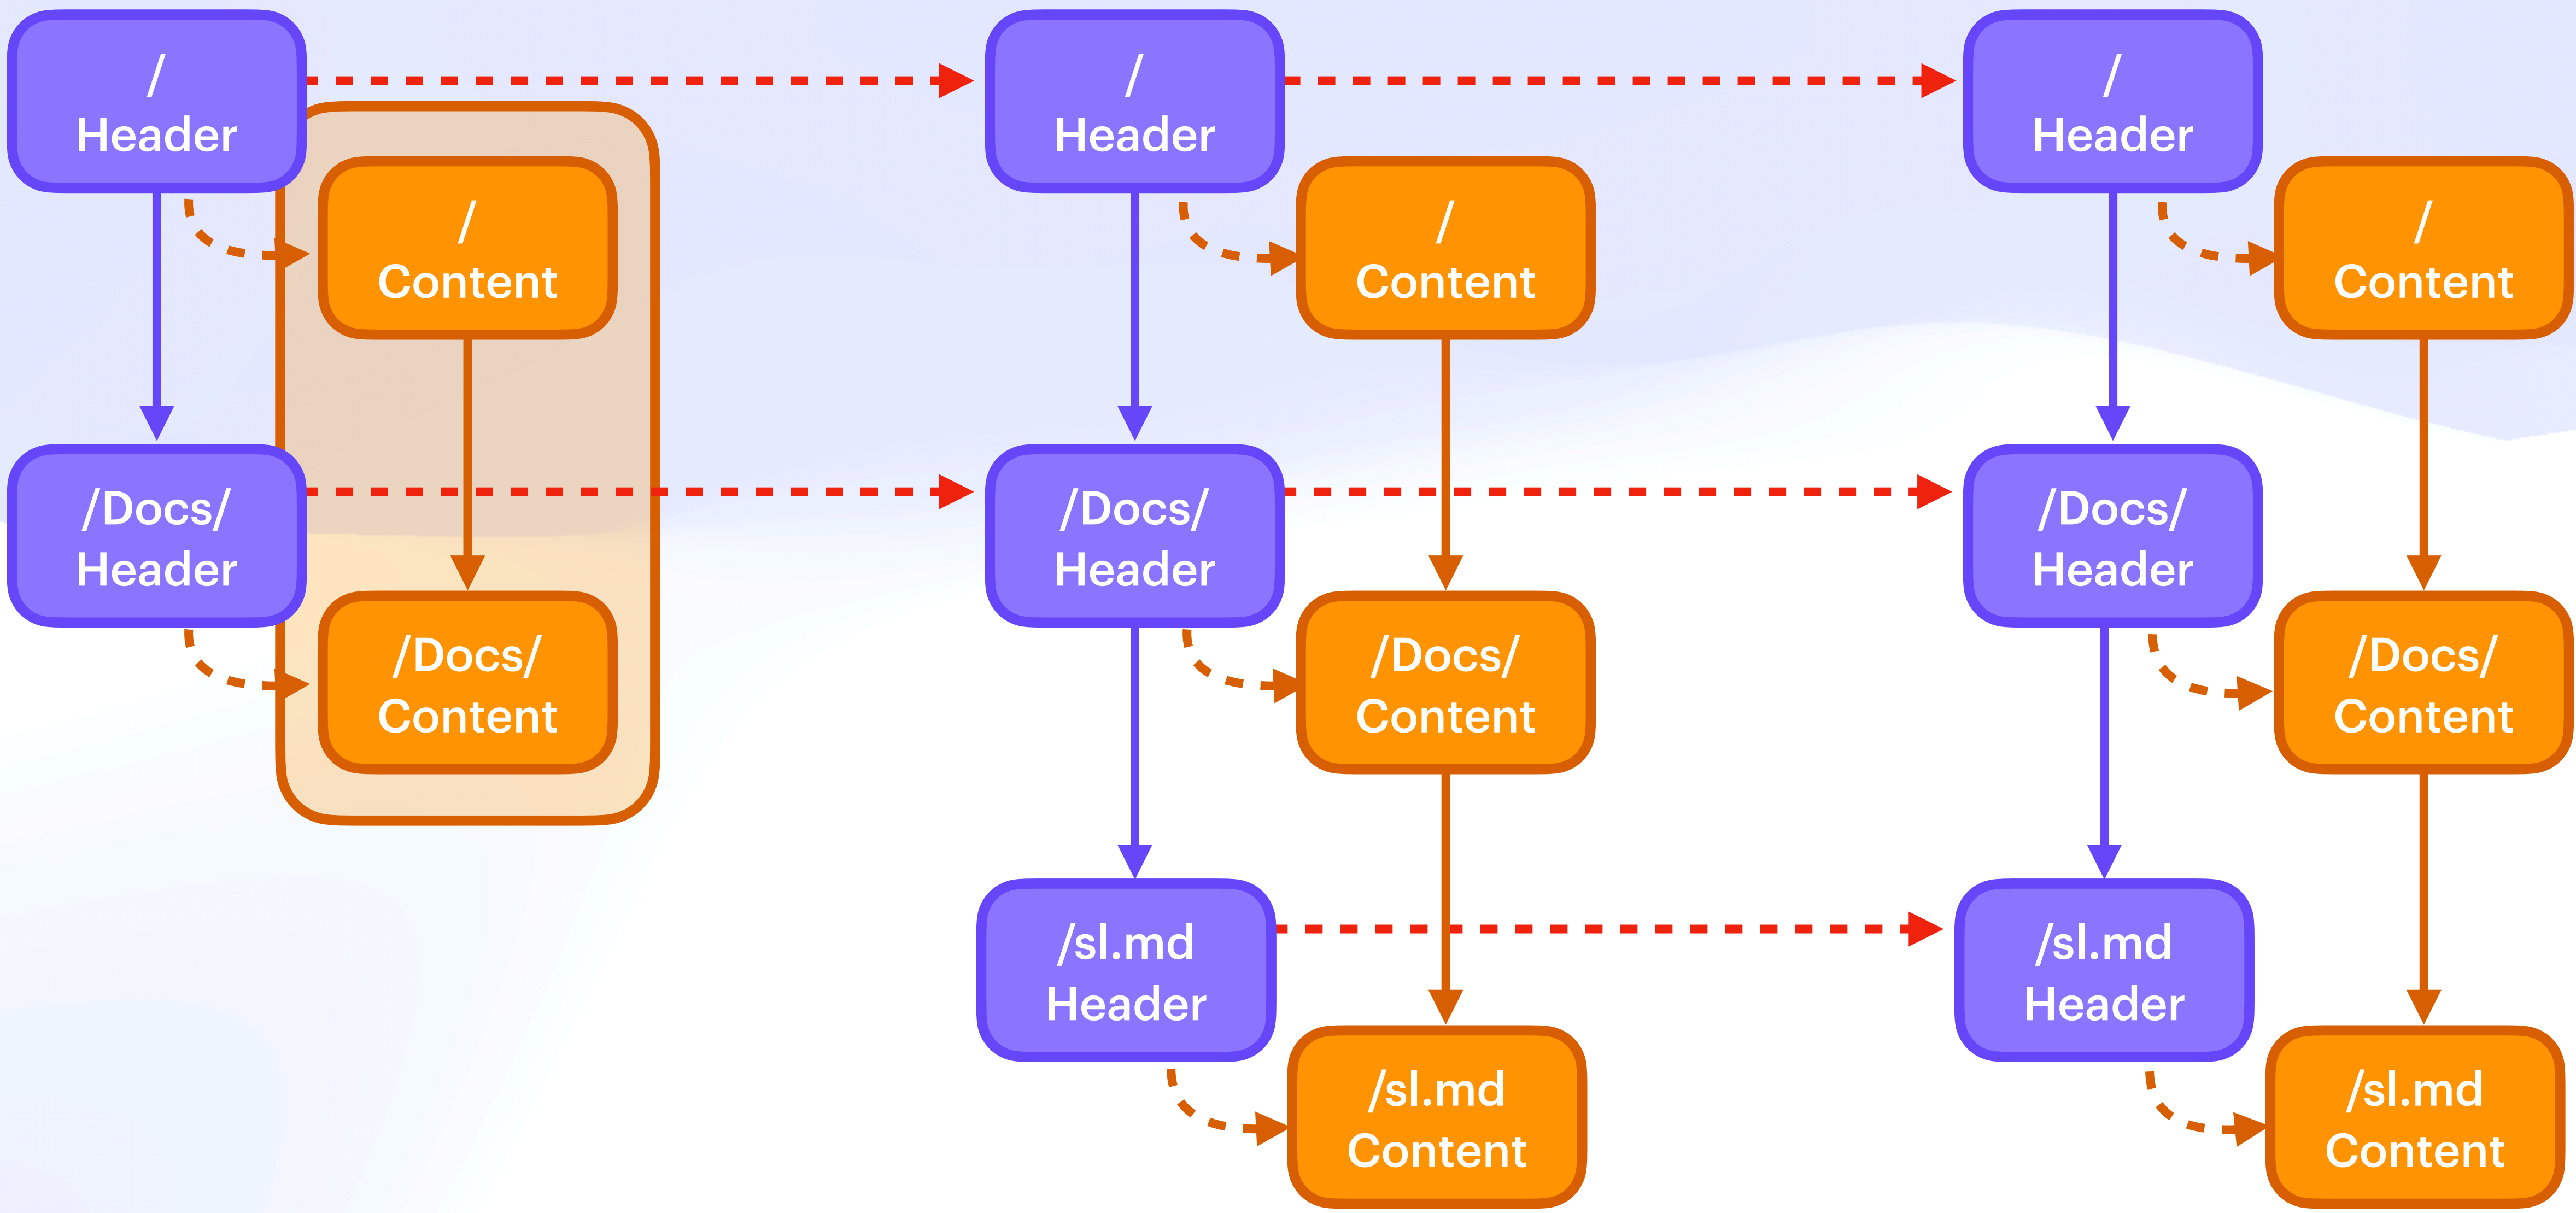 /
Header
/
Content
/Docs/
Header
/Docs/
Content
/
Header
/
Content
/Docs/
Header
/Docs/
Content
/sl.md
Header
/sl.md
Content
/
Header
/
Content
/Docs/
Header
/Docs/
Content
/sl.md
Header
/sl.md
Content